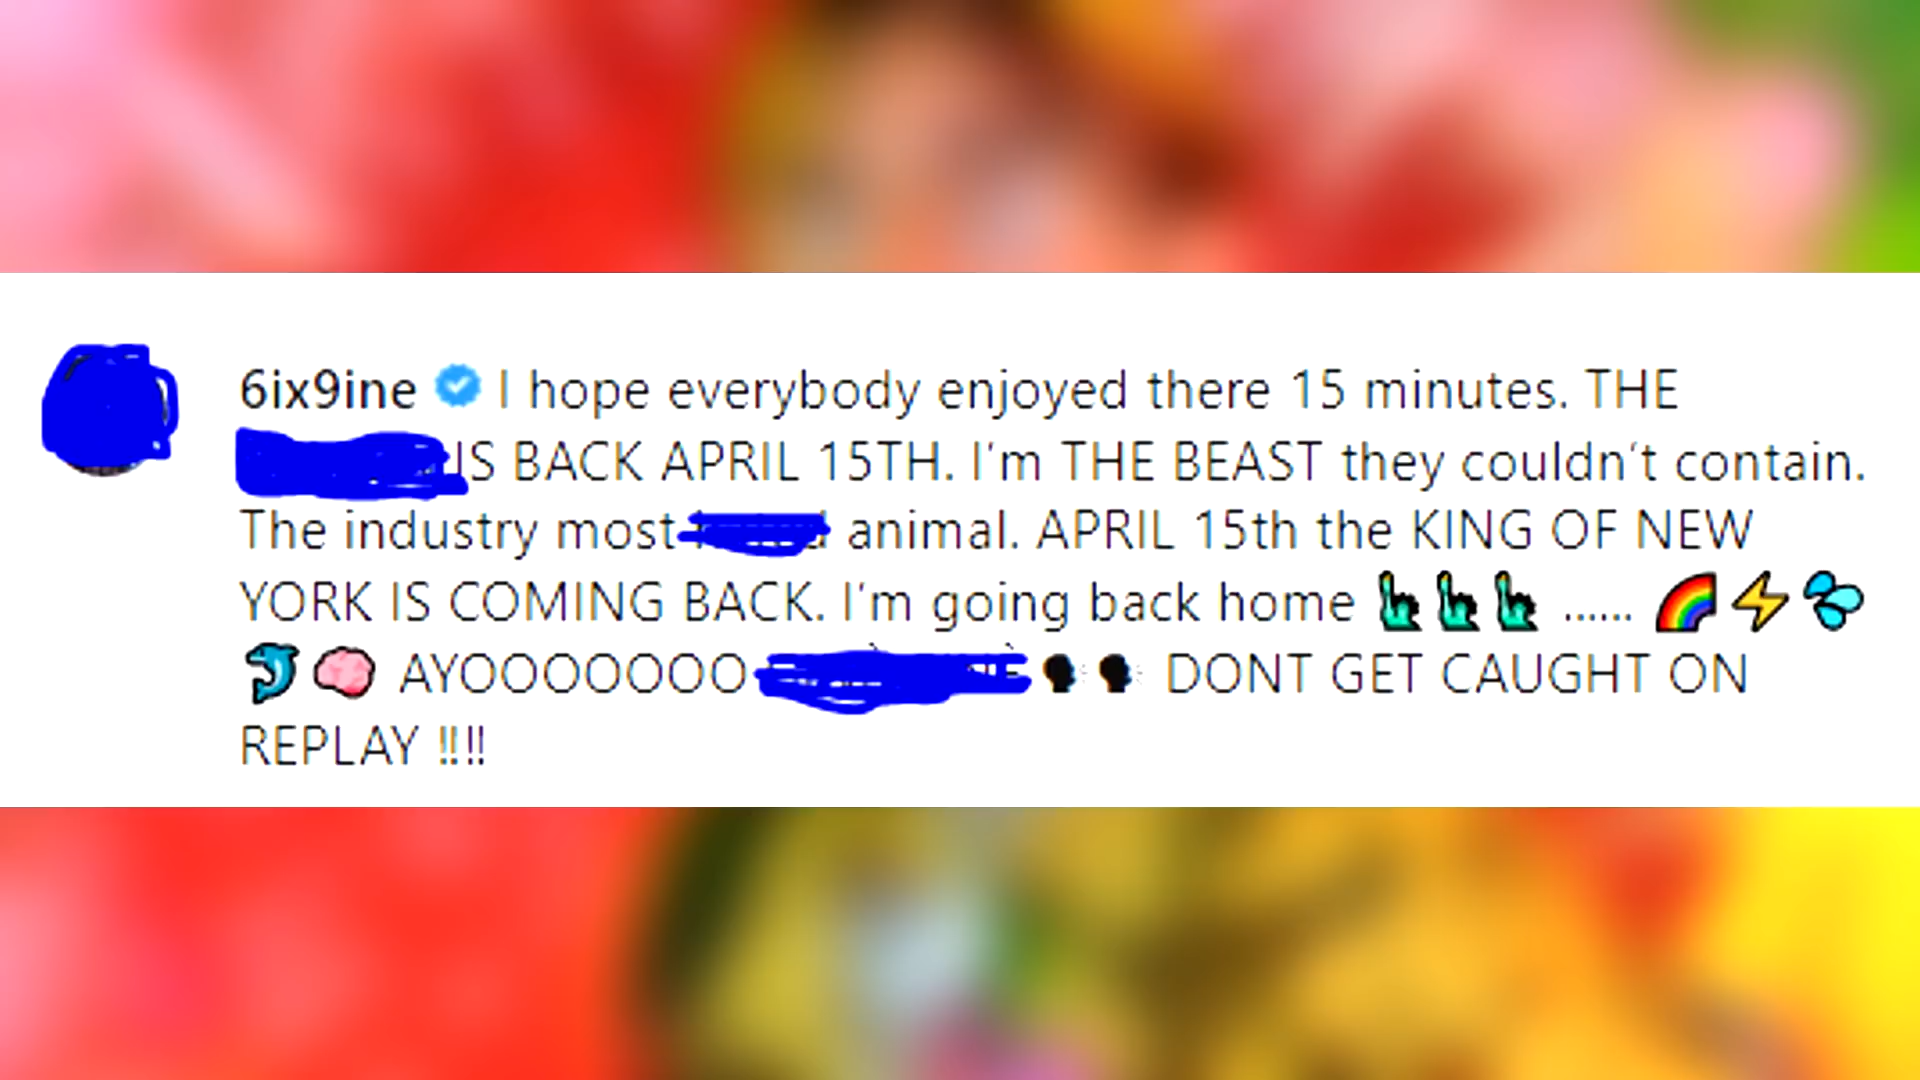 6ix9ine I hope everybody enjoyed there 15 minutes. THE
IS BACK APRIL 15TH. I'm THE BEAST they couldn't contain.
The industry most animal. APRIL 15th the KING OF NEW
YORK IS COMING BACK. I'm going back home ......
AYOOOOOOO DONT GET CAUGHT ON
REPLAY !!!!